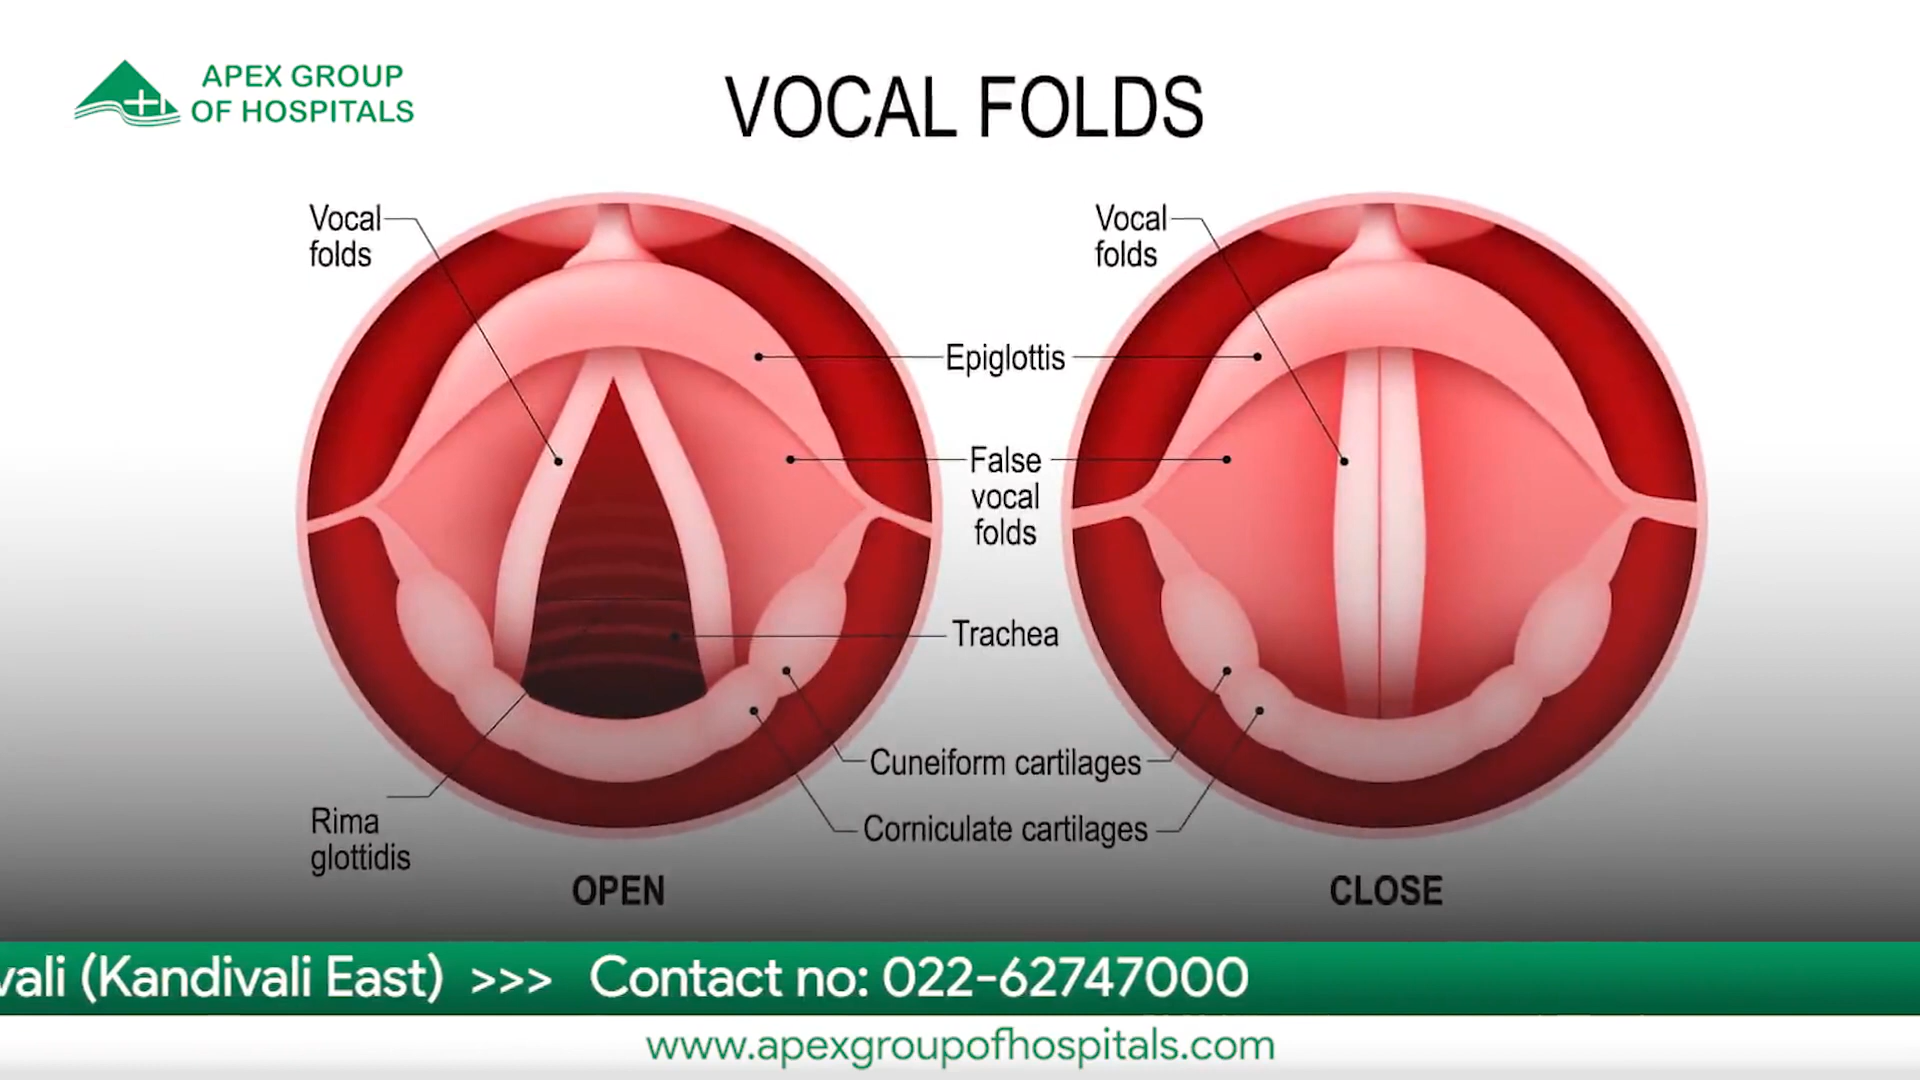 APEX GROUP
OF HOSPITALS
VOCAL FOLDS
Vocal
folds
Vocal
folds
Epiglottis
False
vocal
folds
Trachea
Cuneiform cartilages
Corniculate cartilages
Rima
glottidis
OPEN
CLOSE
(Kandivali East) >>> Contact no: 022-62747000
www.apexgroupofhospitals.com